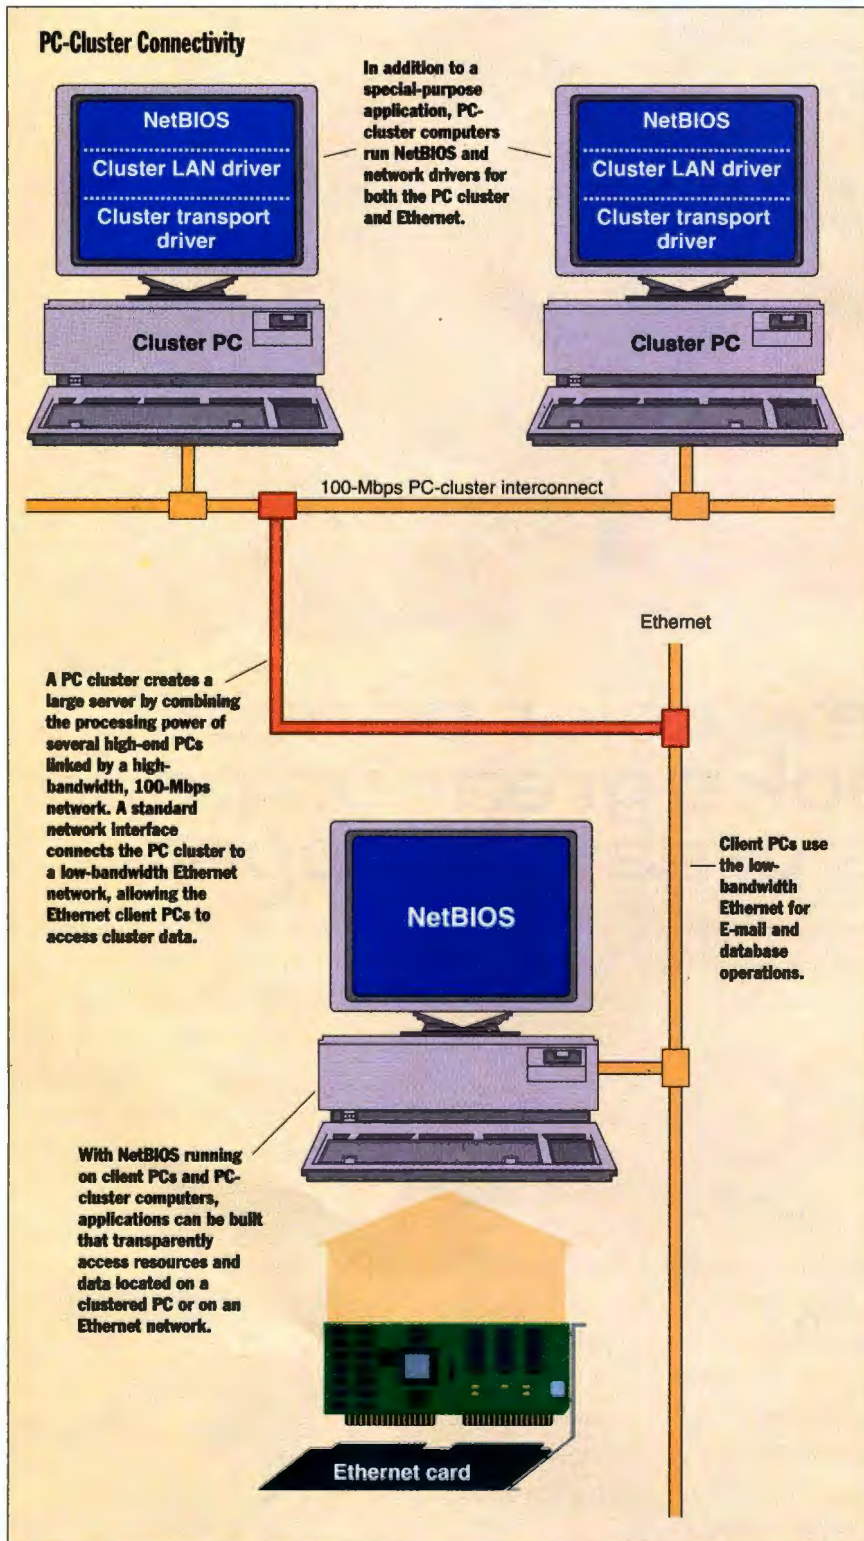 PC-Cluster Connectivity
NetBIOS
Cluster LAN driver
Cluster transport
driver
Cluster PC
In addition to a
special-purpose
application, PC-
cluster computers
run NetBIOS and
network drivers for
both the PC cluster
and Ethernet.
NetBIOS
Cluster LAN driver
Cluster transport
driver
Cluster PC
100-Mbps PC-cluster interconnect
Ethernet
A PC cluster creates a
large server by combining
the processing power of
several high-end PCs
linked by a high-
bandwidth, 100-Mbps
network. A standard
network interface
connects the PC cluster to
a low-bandwidth Ethernet
network, allowing the
Ethernet client PCs to
access cluster data.
NetBIOS
Client PCs use
the low-
bandwidth
Ethernet for
E-mail and
database
operations.
With NetBIOS running
on client PCs and PC-
cluster computers,
applications can be built
that transparently
access resources and
data located on a
clustered PC or on an
Ethernet network.
Ethernet card